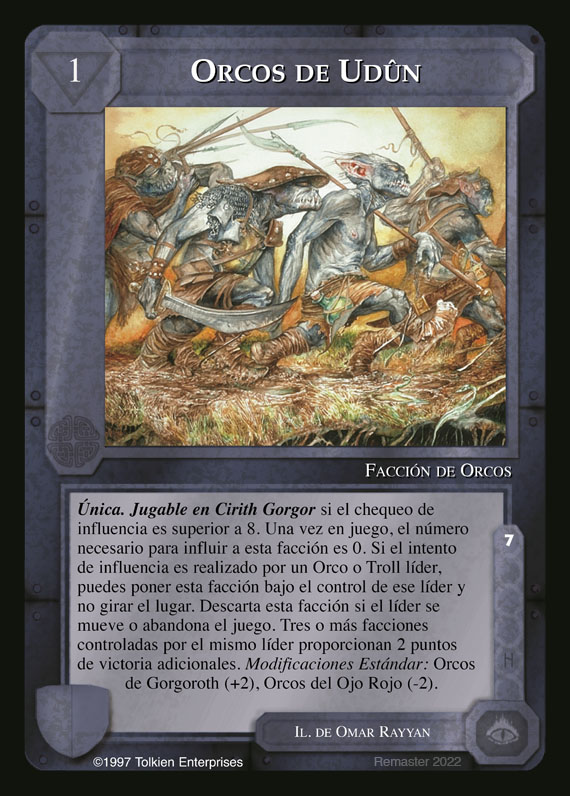 1
ORCOS DE UDÛN
FACCIÓN DE ORCOS
Única. Jugable en Cirith Gorgor si el chequeo de
influencia es superior a 8. Una vez en juego, el número
necesario para influir a esta facción es 0. Si el intento
de influencia es realizado por un Orco o Troll líder,
puedes poner esta facción bajo el control de ese líder y
no girar el lugar. Descarta esta facción si el líder se
mueve o abandona el juego. Tres o más facciones
controladas por el mismo líder proporcionan 2 puntos
de victoria adicionales. Modificaciones Estándar: Orcos
de Gorgoroth (+2), Orcos del Ojo Rojo (-2).
7
H
IL. DE OMAR RAYYAN
©1997 Tolkien Enterprises
Remaster 2022